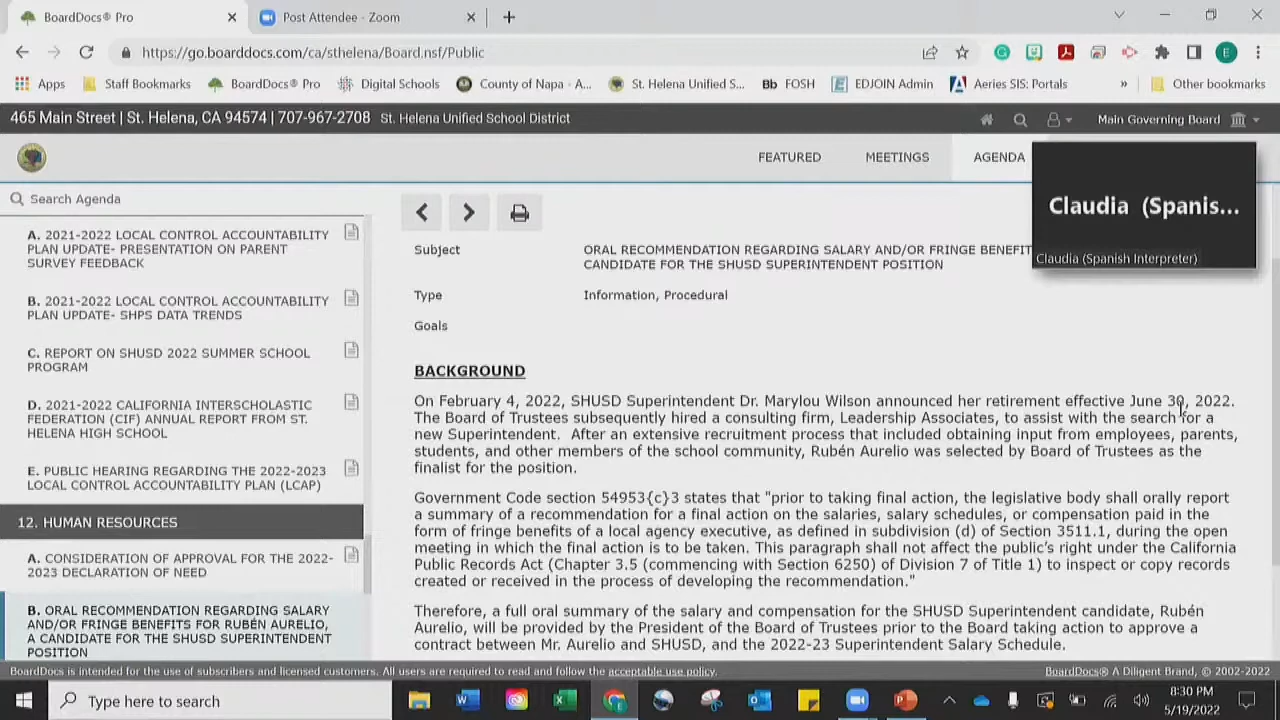 BoardDocs® Pro
Post Attendee - Zoom
https://go.boarddocs.com/ca/sthelena/Board.nsf/Public
E
Apps
Staff Bookmarks
BoardDocs® Pro
Digital Schools
County of Napa - A...
St. Helena Unified S...
Bb FOSH
EDJOIN Admin
Aeries SIS: Portals
»
Other bookmarks
465 Main Street | St. Helena, CA 94574 | 707-967-2708 St. Helena Unified School District
Main Governing Board
FEATURED
MEETINGS
AGENDA
Claudia (Spanis...
Claudia (Spanish Interpreter)
Search Agenda
A. 2021-2022 LOCAL CONTROL ACCOUNTABILITY
PLAN UPDATE- PRESENTATION ON PARENT
SURVEY FEEDBACK
B. 2021-2022 LOCAL CONTROL ACCOUNTABILITY
PLAN UPDATE- SHPS DATA TRENDS
C. REPORT ON SHUSD 2022 SUMMER SCHOOL
PROGRAM
D. 2021-2022 CALIFORNIA INTERSCHOLASTIC
FEDERATION (CIF) ANNUAL REPORT FROM ST.
HELENA HIGH SCHOOL
E. PUBLIC HEARING REGARDING THE 2022-2023
LOCAL CONTROL ACCOUNTABILITY PLAN (LCAP)
12. HUMAN RESOURCES
A. CONSIDERATION OF APPROVAL FOR THE 2022-
2023 DECLARATION OF NEED
B. ORAL RECOMMENDATION REGARDING SALARY
AND/OR FRINGE BENEFITS FOR RUBÉN AURELIO,
A CANDIDATE FOR THE SHUSD SUPERINTENDENT
POSITION
Subject
ORAL RECOMMENDATION REGARDING SALARY AND/OR FRINGE BENEFIT
CANDIDATE FOR THE SHUSD SUPERINTENDENT POSITION
Type
Information, Procedural
Goals
BACKGROUND
On February 4, 2022, SHUSD Superintendent Dr. Marylou Wilson announced her retirement effective June 30, 2022.
The Board of Trustees subsequently hired a consulting firm, Leadership Associates, to assist with the search for a
new Superintendent. After an extensive recruitment process that included obtaining input from employees, parents,
students, and other members of the school community, Rubén Aurelio was selected by Board of Trustees as the
finalist for the position.
Government Code section 54953{c}3 states that "prior to taking final action, the legislative body shall orally report
a summary of a recommendation for a final action on the salaries, salary schedules, or compensation paid in the
form of fringe benefits of a local agency executive, as defined in subdivision (d) of Section 3511.1, during the open
meeting in which the final action is to be taken. This paragraph shall not affect the public's right under the California
Public Records Act (Chapter 3.5 (commencing with Section 6250) of Division 7 of Title 1) to inspect or copy records
created or received in the process of developing the recommendation."
Therefore, a full oral summary of the salary and compensation for the SHUSD Superintendent candidate, Rubén
Aurelio, will be provided by the President of the Board of Trustees prior to the Board taking action to approve a
contract between Mr. Aurelio and SHUSD, and the 2022-23 Superintendent Salary Schedule.
BoardDocs is intended for the use of subscribers and licensed customers. All users are required to read and follow the acceptable use policy.
BoardDocs® A Diligent Brand, © 2002-2022
Type here to search
8:30 PM
5/19/2022